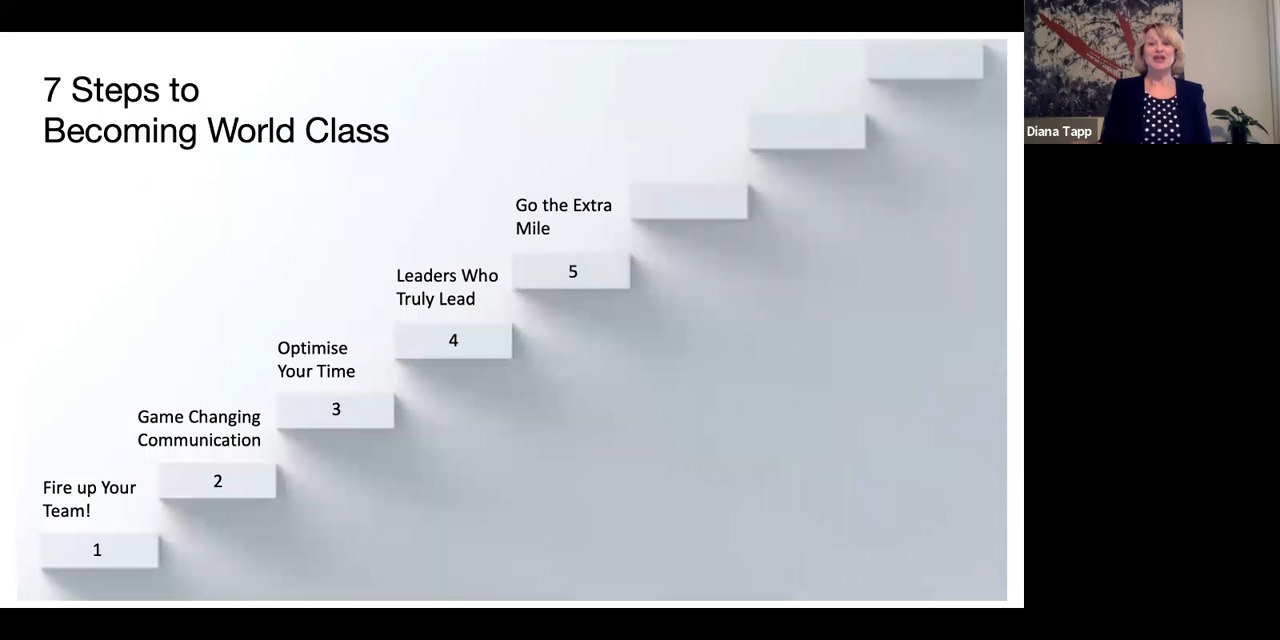 7 Steps to
Becoming World Class
Go the Extra
Mile
5
Leaders Who
Truly Lead
4
Optimise
Your Time
3
Game Changing
Communication
2
Fire up Your
Team!
1
Diana Tapp